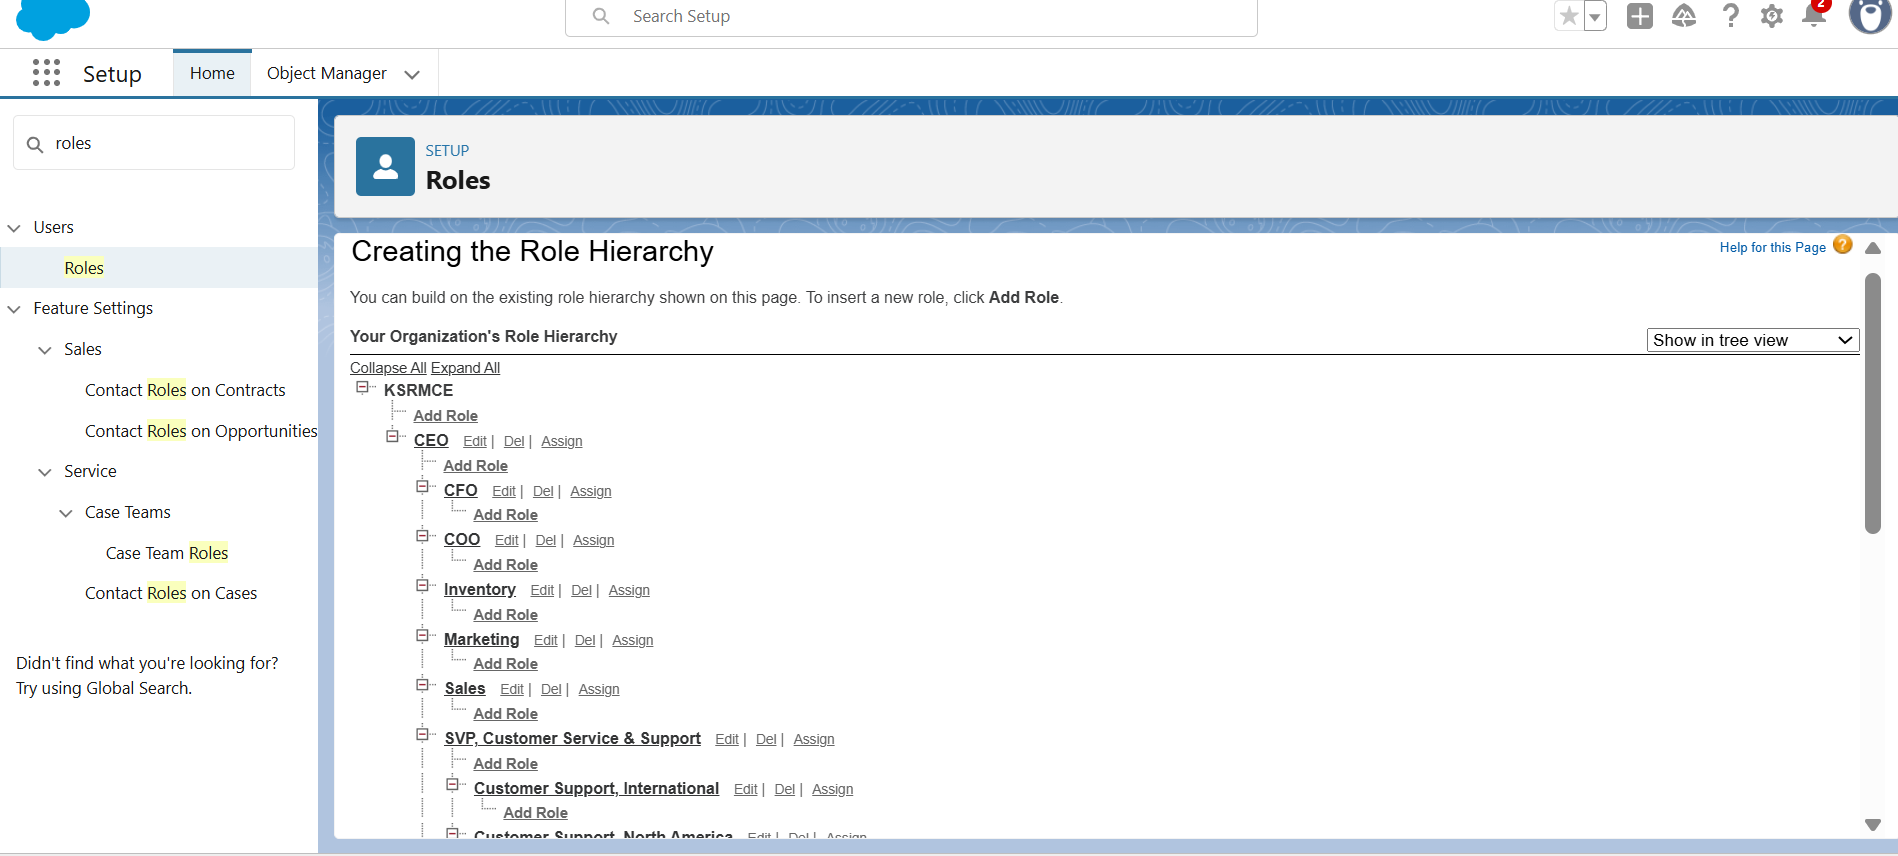 Search Setup
2
Setup
Home
Object Manager
roles
Users
Roles
Feature Settings
Sales
Contact Roles on Contracts
Contact Roles on Opportunities
Service
Case Teams
Case Team Roles
Contact Roles on Cases
Didn't find what you're looking for?
Try using Global Search.
SETUP
Roles
Creating the Role Hierarchy
Help for this Page ?
You can build on the existing role hierarchy shown on this page. To insert a new role, click Add Role.
Your Organization's Role Hierarchy
Show in tree view
Collapse All Expand All
KSRMCE
Add Role
CEO Edit | Del | Assign
Add Role
CFO Edit | Del | Assign
Add Role
COO Edit | Del | Assign
Add Role
Inventory Edit | Del | Assign
Add Role
Marketing Edit | Del | Assign
Add Role
Sales Edit | Del | Assign
Add Role
SVP, Customer Service & Support Edit | Del | Assign
Add Role
Customer Support, International Edit | Del | Assign
Add Role
Customer Support, North America Edit | Del | Assign